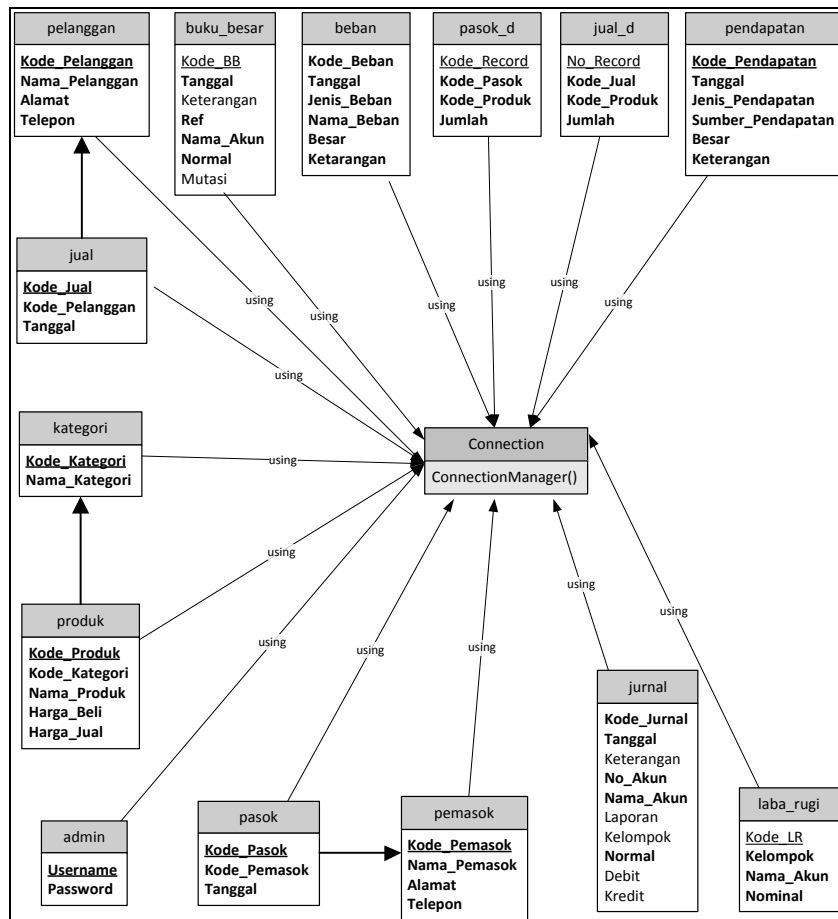 pelanggan
Kode_Pelanggan
Nama_Pelanggan
Alamat
Telepon
buku_besar
Kode_BB
Tanggal
Keterangan
Ref
Nama_Akun
Normal
Mutasi
beban
Kode_Beban
Tanggal
Jenis_Beban
Nama_Beban
Besar
Ketarangan
pasok_d
Kode_Record
Kode_Pasok
Kode_Produk
Jumlah
jual_d
No_Record
Kode_Jual
Kode_Produk
Jumlah
pendapatan
Kode_Pendapatan
Tanggal
Jenis_Pendapatan
Sumber_Pendapatan
Besar
Keterangan
jual
Kode_Jual
Kode_Pelanggan
Tanggal
using
using
using
using
using
using
using
kategori
Kode_Kategori
Nama_Kategori
using
Connection
ConnectionManager()
using
using
using
using
using
using
produk
Kode_Produk
Kode_Kategori
Nama_Produk
Harga_Beli
Harga_Jual
jurnal
Kode_Jurnal
Tanggal
Keterangan
No_Akun
Nama_Akun
Laporan
Kelompok
Normal
Debit
Kredit
admin
Username
Password
pasok
Kode_Pasok
Kode_Pemasok
Tanggal
pemasok
Kode_Pemasok
Nama_Pemasok
Alamat
Telepon
laba_rugi
Kode_LR
Kelompok
Nama_Akun
Nominal